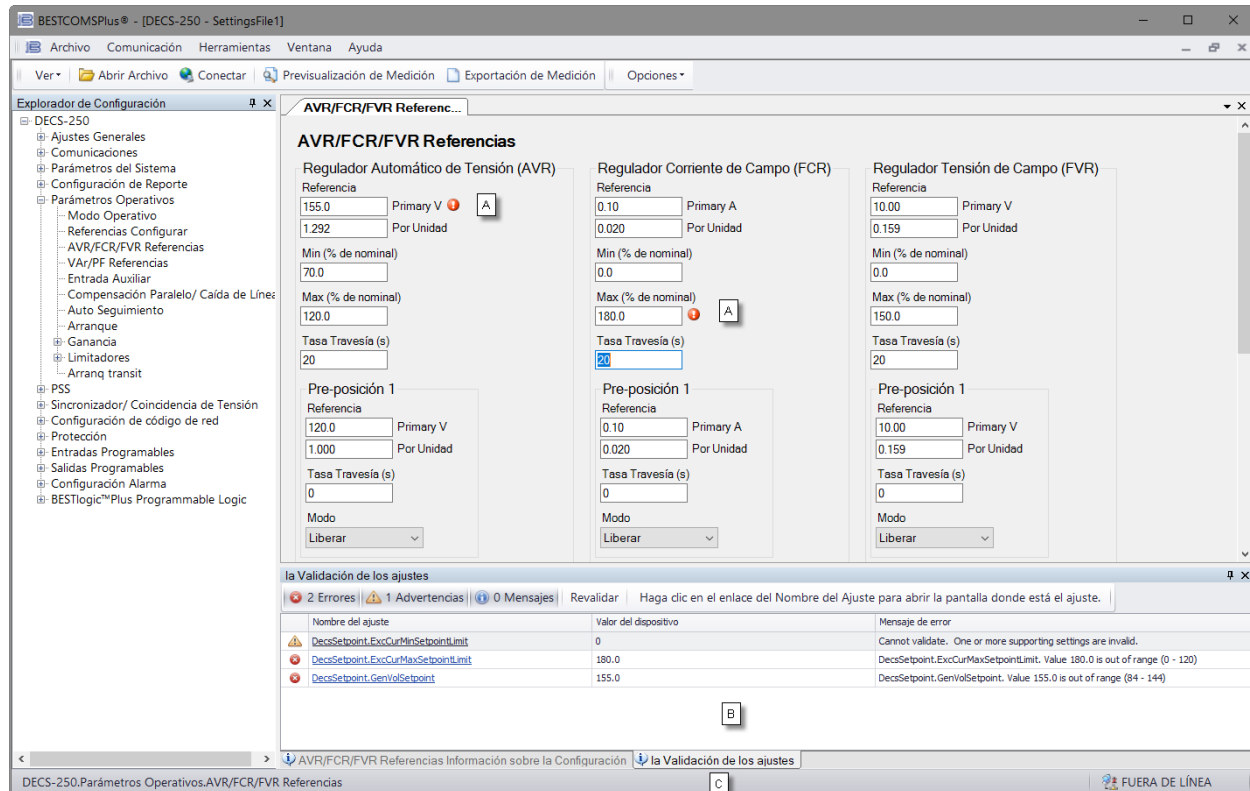 BESTCOMSPlus® - [DECS-250 - SettingsFile1]
Archivo Comunicación Herramientas Ventana Ayuda
Ver Abrir Archivo Conectar Previsualización de Medición Exportación de Medición Opciones
Explorador de Configuración
DECS-250
Ajustes Generales
Comunicaciones
Parámetros del Sistema
Configuración de Reporte
Parámetros Operativos
Modo Operativo
Referencias Configurar
AVR/FCR/FVR Referencias
VAr/PF Referencias
Entrada Auxiliar
Compensación Paralelo/ Caída de Línea
Auto Seguimiento
Arranque
Ganancia
Limitadores
Arranq transit
PSS
Sincronizador/ Coincidencia de Tensión
Configuración de código de red
Protección
Entradas Programables
Salidas Programables
Configuración Alarma
BESTlogic™Plus Programmable Logic
AVR/FCR/FVR Referenc...
AVR/FCR/FVR Referencias
Regulador Automático de Tensión (AVR)
Referencia
155.0 Primary V A
1.292 Por Unidad
Min (% de nominal)
70.0
Max (% de nominal)
120.0
Tasa Travesía (s)
20
Pre-posición 1
Referencia
120.0 Primary V
1.000 Por Unidad
Tasa Travesía (s)
0
Modo
Liberar
Regulador Corriente de Campo (FCR)
Referencia
0.10 Primary A
0.020 Por Unidad
Min (% de nominal)
0.0
Max (% de nominal)
180.0 A
Tasa Travesía (s)
20
Pre-posición 1
Referencia
0.10 Primary A
0.020 Por Unidad
Tasa Travesía (s)
0
Modo
Liberar
Regulador Tensión de Campo (FVR)
Referencia
10.00 Primary V
0.159 Por Unidad
Min (% de nominal)
0.0
Max (% de nominal)
150.0
Tasa Travesía (s)
20
Pre-posición 1
Referencia
10.00 Primary V
0.159 Por Unidad
Tasa Travesía (s)
0
Modo
Liberar
la Validación de los ajustes
2 Errores 1 Advertencias 0 Mensajes Revalidar Haga clic en el enlace del Nombre del Ajuste para abrir la pantalla donde está el ajuste.
Nombre del ajuste Valor del dispositivo Mensaje de error
DecsSetpoint.ExcCurMinSetpointLimit 0 Cannot validate. One or more supporting settings are invalid.
DecsSetpoint.ExcCurMaxSetpointLimit 180.0 DecsSetpoint.ExcCurMaxSetpointLimit. Value 180.0 is out of range (0 - 120)
DecsSetpoint.GenVolSetpoint 155.0 DecsSetpoint.GenVolSetpoint. Value 155.0 is out of range (84 - 144)
B
AVR/FCR/FVR Referencias Información sobre la Configuración la Validación de los ajustes
DECS-250.Parámetros Operativos.AVR/FCR/FVR Referencias C FUERA DE LÍNEA